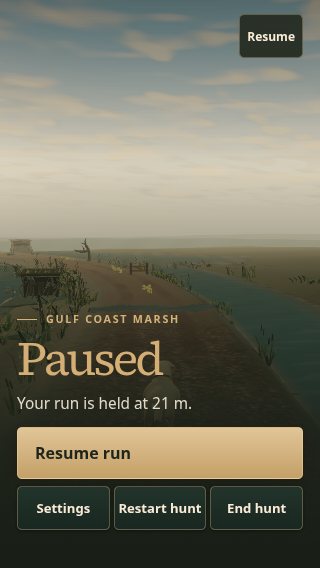 Resume
GULF COAST MARSH
Paused
Your run is held at 21 m.
Resume run
Settings
Restart hunt
End hunt